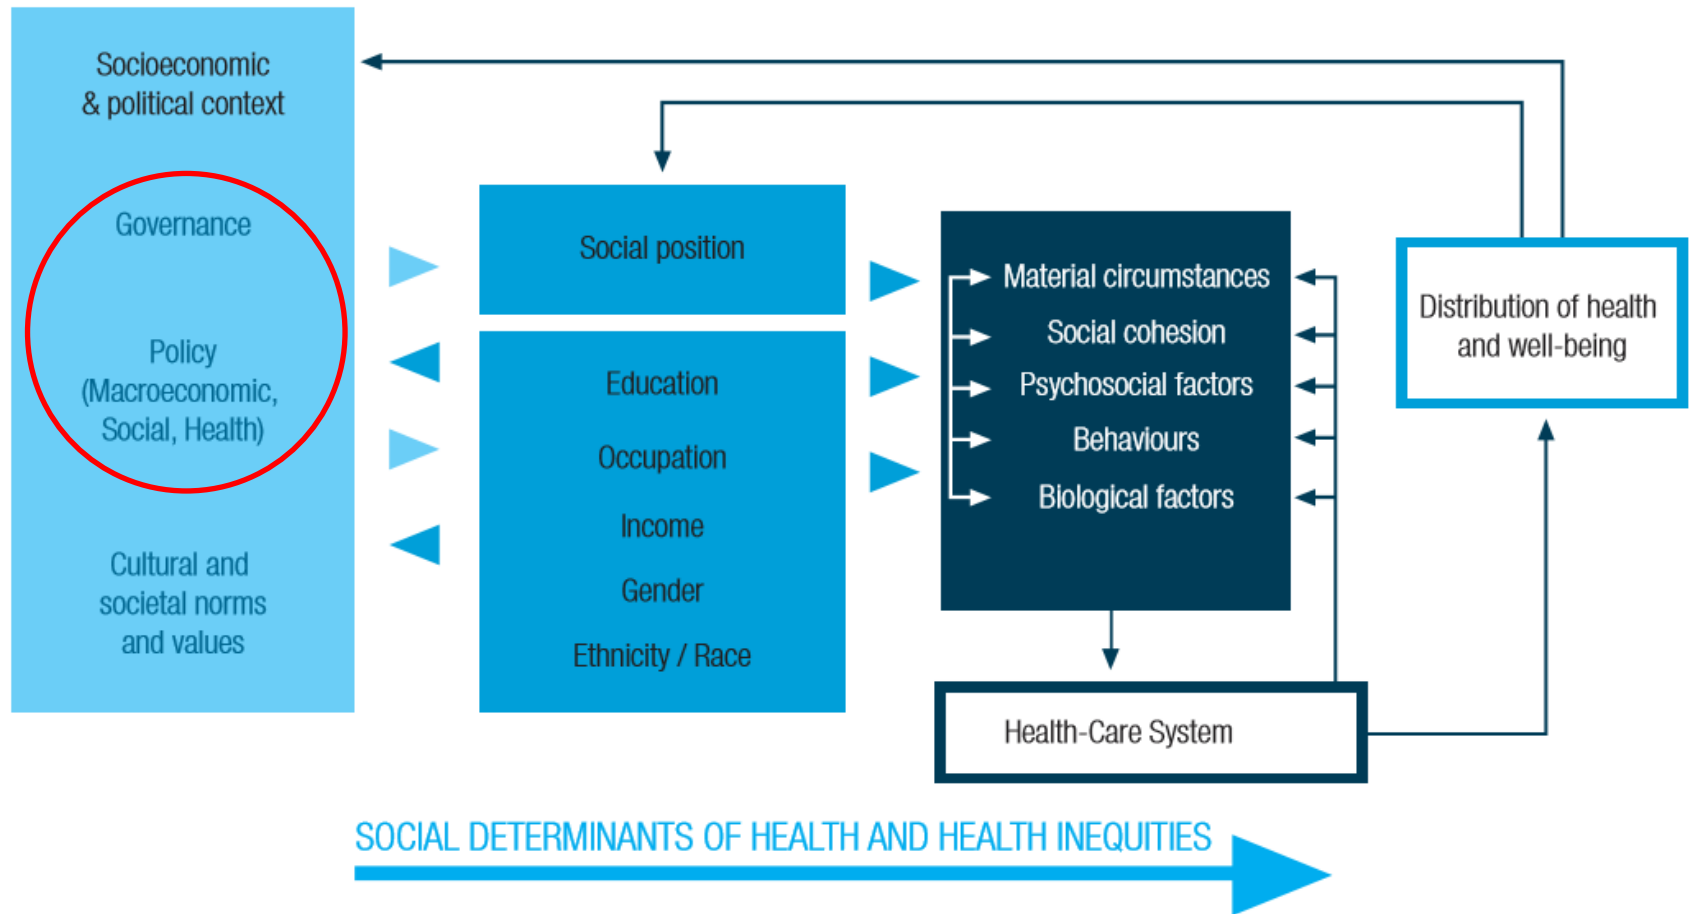 Socioeconomic
& political context
Governance
Policy
(Macroeconomic,
Social, Health)
Cultural and
societal norms
and values
Social position
Education
Occupation
Income
Gender
Ethnicity / Race
Material circumstances
Social cohesion
Psychosocial factors
Behaviours
Biological factors
Health-Care System
Distribution of health
and well-being
SOCIAL DETERMINANTS OF HEALTH AND HEALTH INEQUITIES